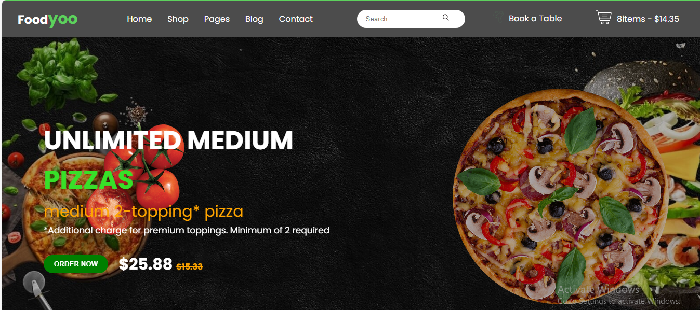 Foodyoo
Home Shop Pages Blog Contact
Search
Book a Table
8items - $14.35
UNLIMITED MEDIUM
PIZZAS
medium 2-topping* pizza
*Additional charge for premium toppings. Minimum of 2 required
ORDER NOW
$25.88 $15.33
Activate Windows
Go to Settings to activate Windows.